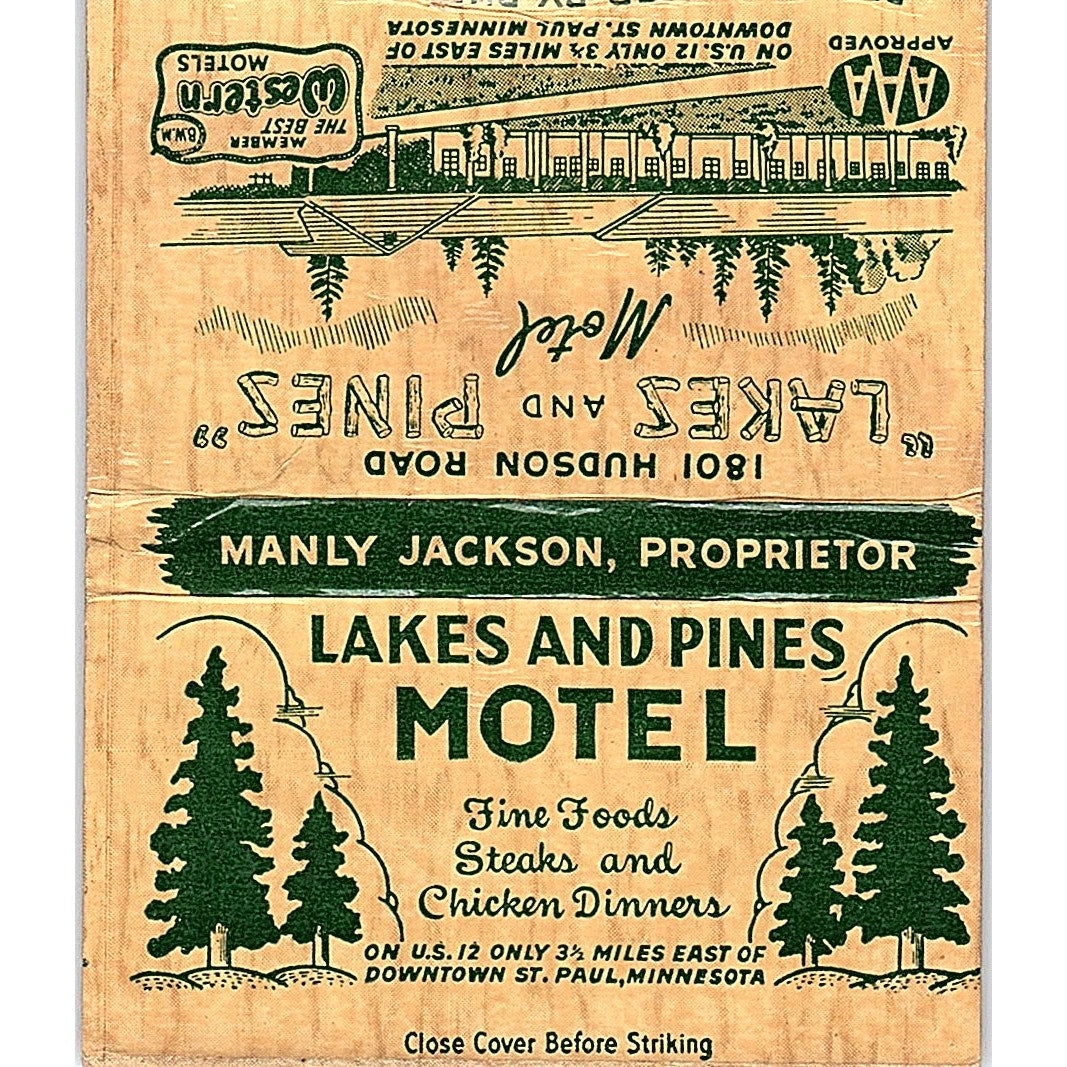 1801 HUDSON ROAD
"LAKES AND PINES"
Motel
AAA
APPROVED
MEMBER
THE BEST
Western
MOTELS
B.W.M.
ON U.S. 12 ONLY 3½ MILES EAST OF
DOWNTOWN ST. PAUL MINNESOTA
MANLY JACKSON, PROPRIETOR
LAKES AND PINES
MOTEL
Fine Foods
Steaks and
Chicken Dinners
ON U.S. 12 ONLY 3½ MILES EAST OF
DOWNTOWN ST. PAUL, MINNESOTA
Close Cover Before Striking